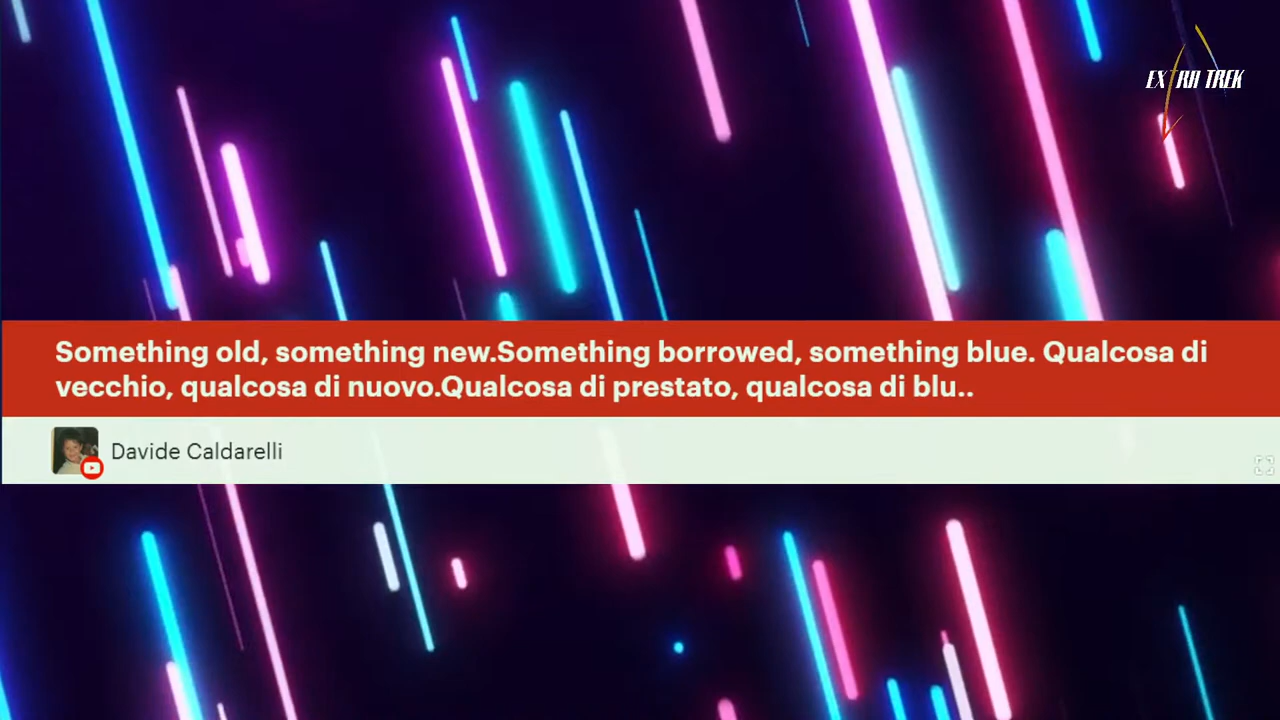 EXTRA TREK
Something old, something new.Something borrowed, something blue. Qualcosa di
vecchio, qualcosa di nuovo.Qualcosa di prestato, qualcosa di blu..
Davide Caldarelli